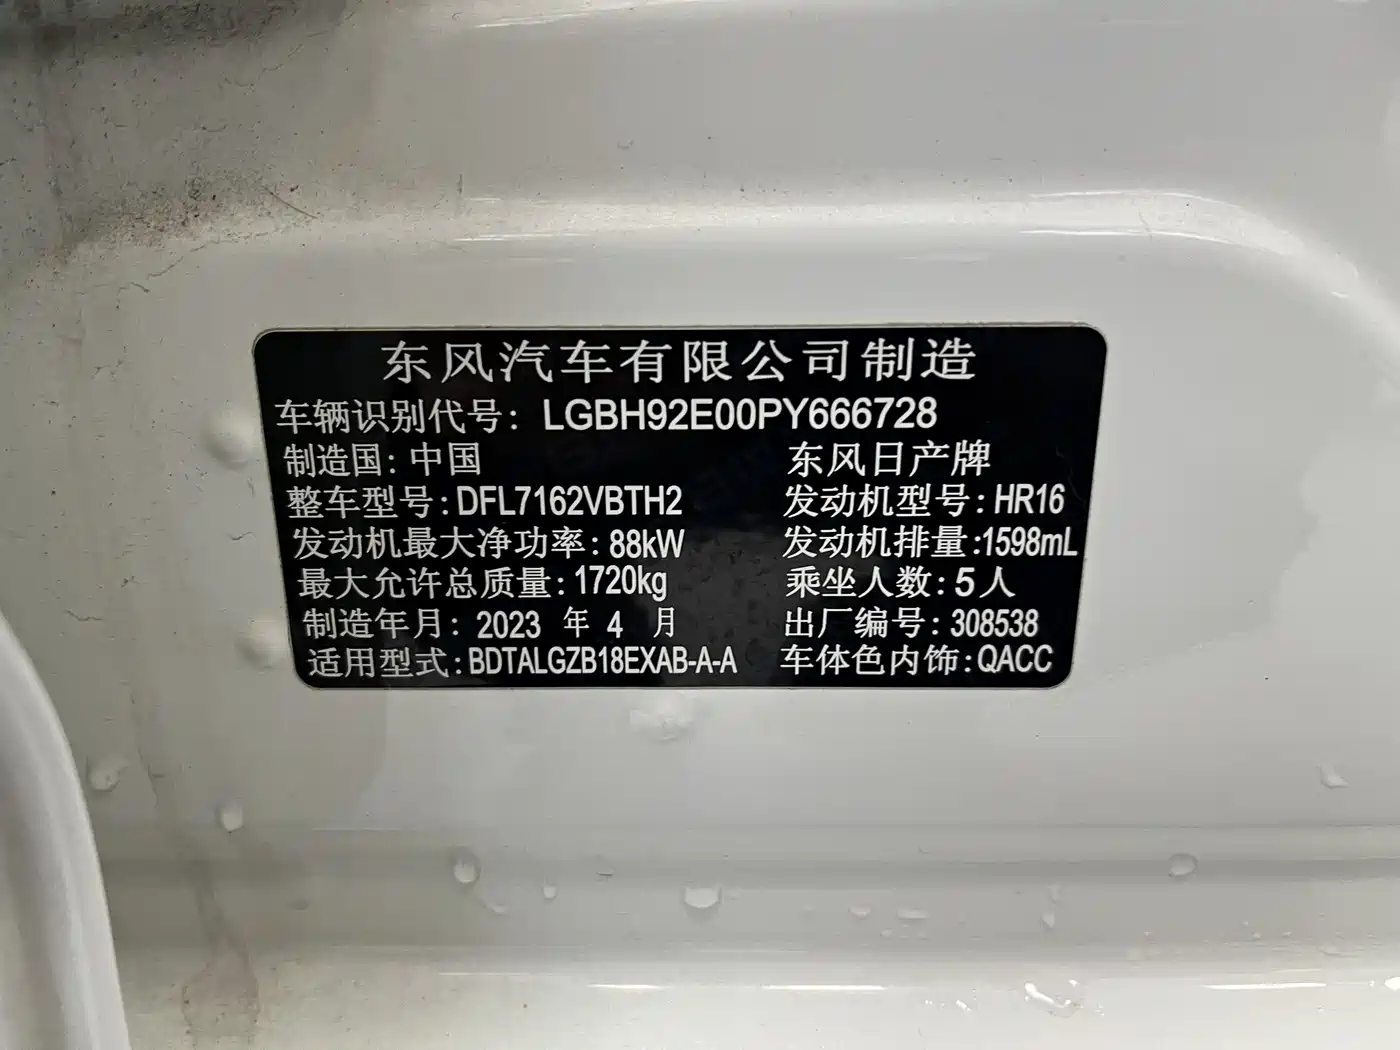 东风汽车有限公司制造
车辆识别代号：LGBH92E00PY666728
制造国：中国 东风日产牌
整车型号：DFL7162VBTH2 发动机型号：HR16
发动机最大净功率：88kW 发动机排量：1598mL
最大允许总质量：1720kg 乘坐人数：5人
制造年月：2023 年 4 月 出厂编号：308538
适用型式：BDTALGZB18EXAB-A-A 车体色内饰：QACC